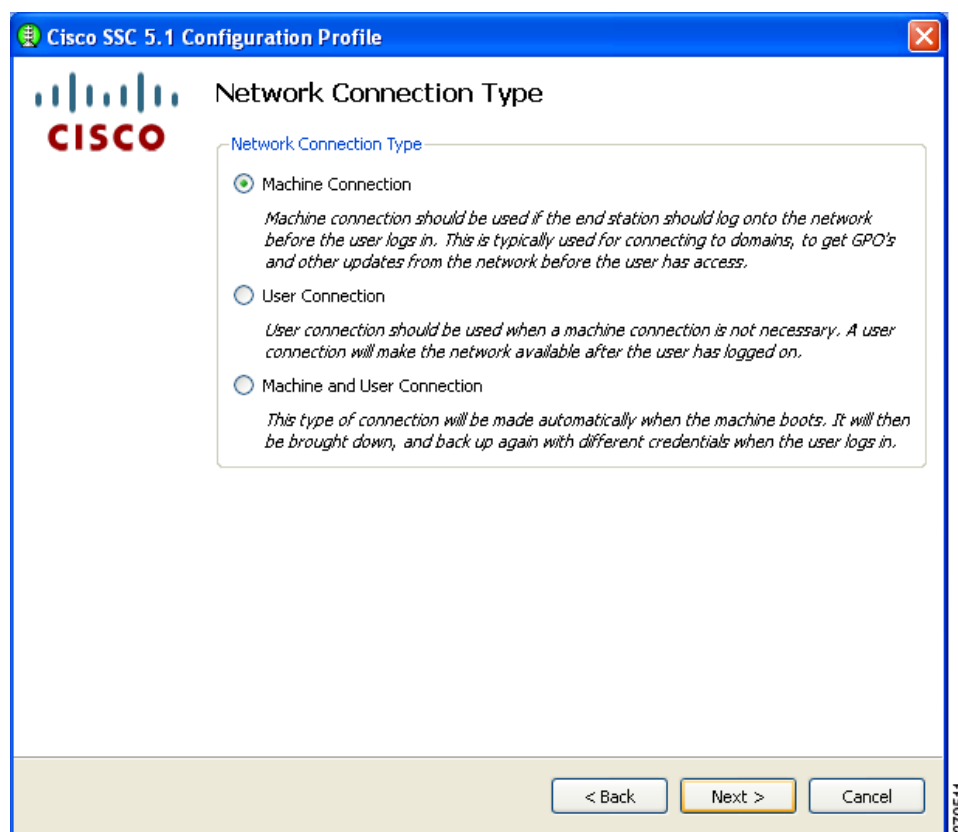 Cisco SSC 5.1 Configuration Profile
CISCO
Network Connection Type
Network Connection Type
Machine Connection
Machine connection should be used if the end station should log onto the network
before the user logs in. This is typically used for connecting to domains, to get GPO's
and other updates from the network before the user has access.
User Connection
User connection should be used when a machine connection is not necessary. A user
connection will make the network available after the user has logged on.
Machine and User Connection
This type of connection will be made automatically when the machine boots. It will then
be brought down, and back up again with different credentials when the user logs in.
< Back
Next >
Cancel